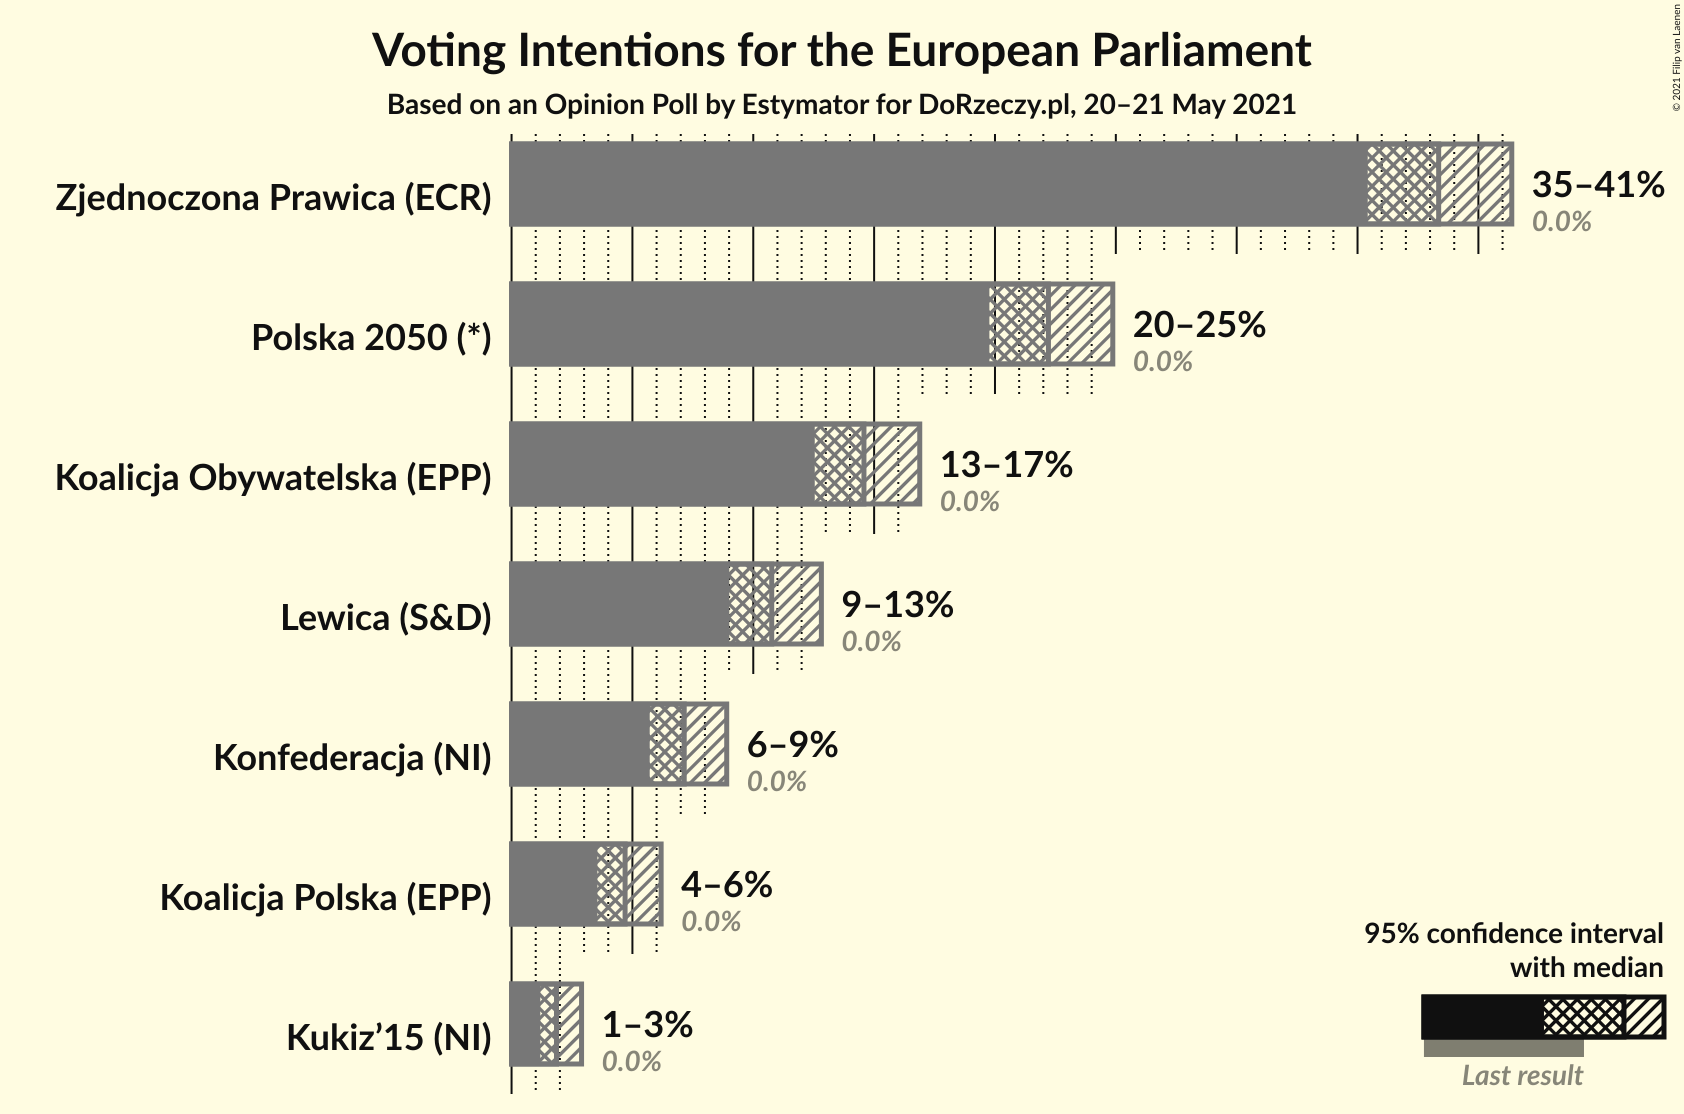 Voting Intentions for the European Parliament
Based on an Opinion Poll by Estymator for DoRzeczy.pl, 20–21 May 2021
© 2021 Filip van Laenen
Zjednoczona Prawica (ECR)
35–41%
0.0%
Polska 2050 (*)
20–25%
0.0%
Koalicja Obywatelska (EPP)
13–17%
0.0%
Lewica (S&D)
9–13%
0.0%
Konfederacja (NI)
6–9%
0.0%
Koalicja Polska (EPP)
4–6%
0.0%
Kukiz’15 (NI)
1–3%
0.0%
95% confidence interval
with median
Last result